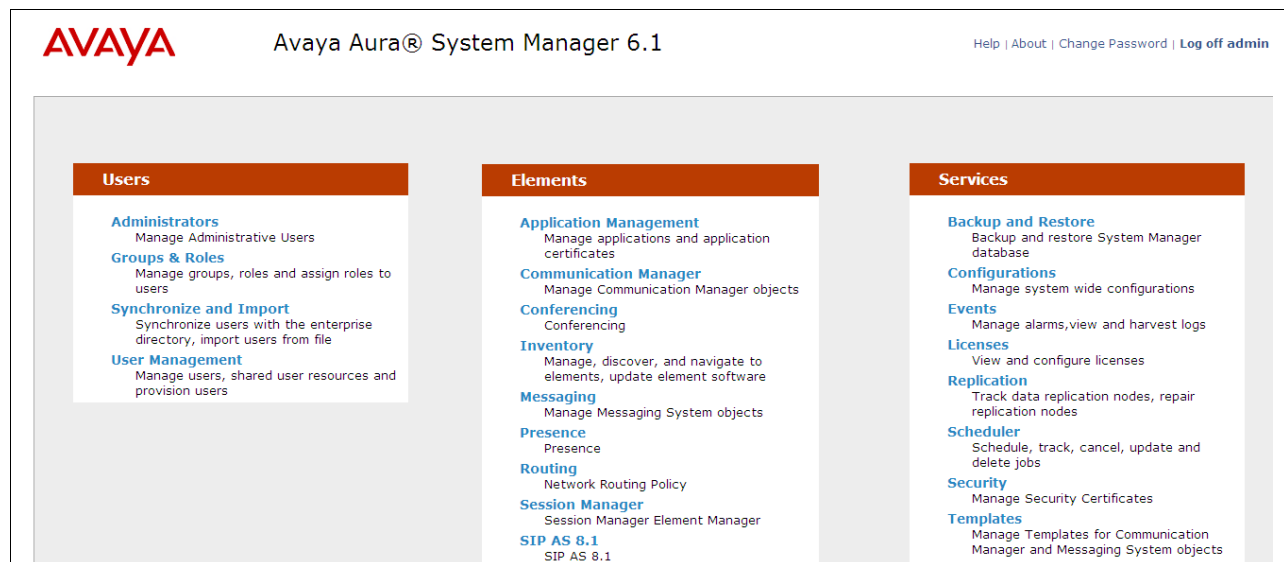 AVAYA
Avaya Aura® System Manager 6.1
Help | About | Change Password | Log off admin
Users
Administrators
Manage Administrative Users
Groups & Roles
Manage groups, roles and assign roles to
users
Synchronize and Import
Synchronize users with the enterprise
directory, import users from file
User Management
Manage users, shared user resources and
provision users
Elements
Application Management
Manage applications and application
certificates
Communication Manager
Manage Communication Manager objects
Conferencing
Conferencing
Inventory
Manage, discover, and navigate to
elements, update element software
Messaging
Manage Messaging System objects
Presence
Presence
Routing
Network Routing Policy
Session Manager
Session Manager Element Manager
SIP AS 8.1
SIP AS 8.1
Services
Backup and Restore
Backup and restore System Manager
database
Configurations
Manage system wide configurations
Events
Manage alarms,view and harvest logs
Licenses
View and configure licenses
Replication
Track data replication nodes, repair
replication nodes
Scheduler
Schedule, track, cancel, update and
delete jobs
Security
Manage Security Certificates
Templates
Manage Templates for Communication
Manager and Messaging System objects